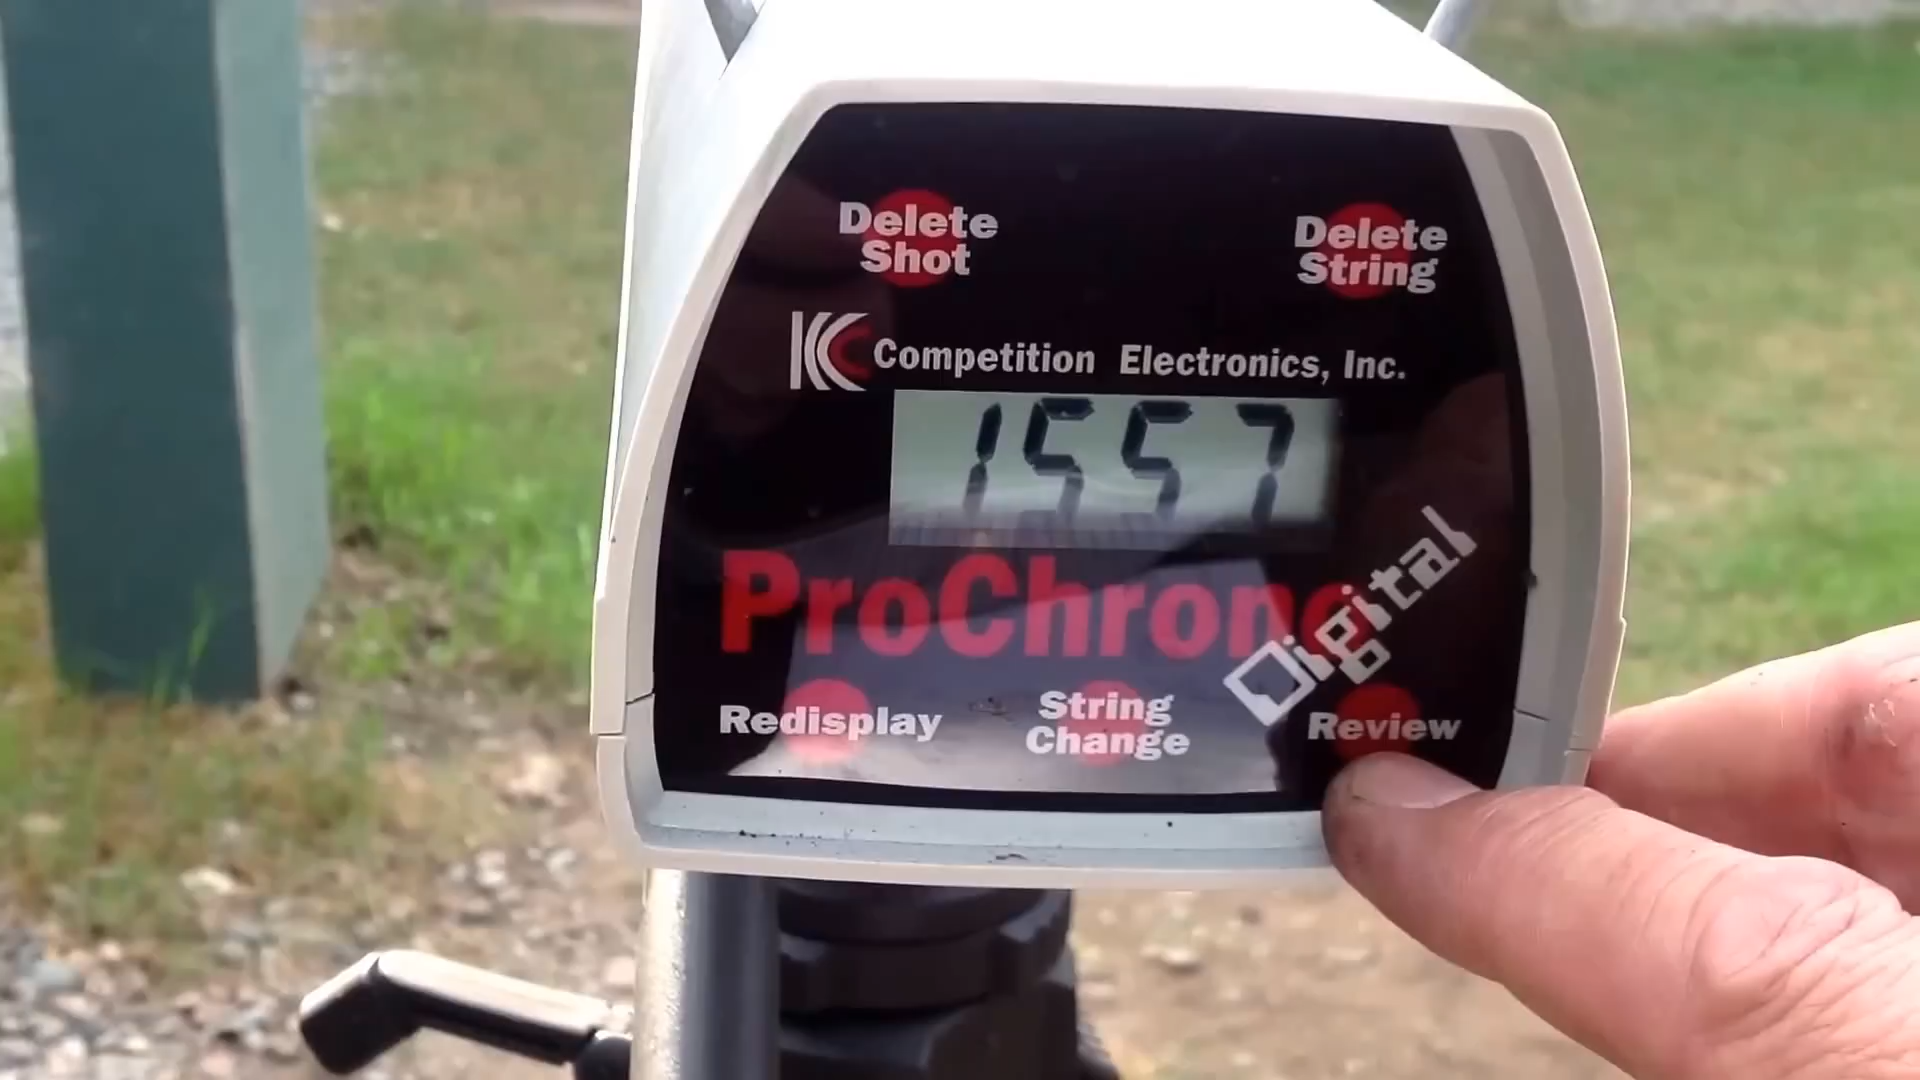 Delete
Shot
Delete
String
Competition Electronics, Inc.
1557
ProChrono
Digital
Redisplay
String
Change
Review